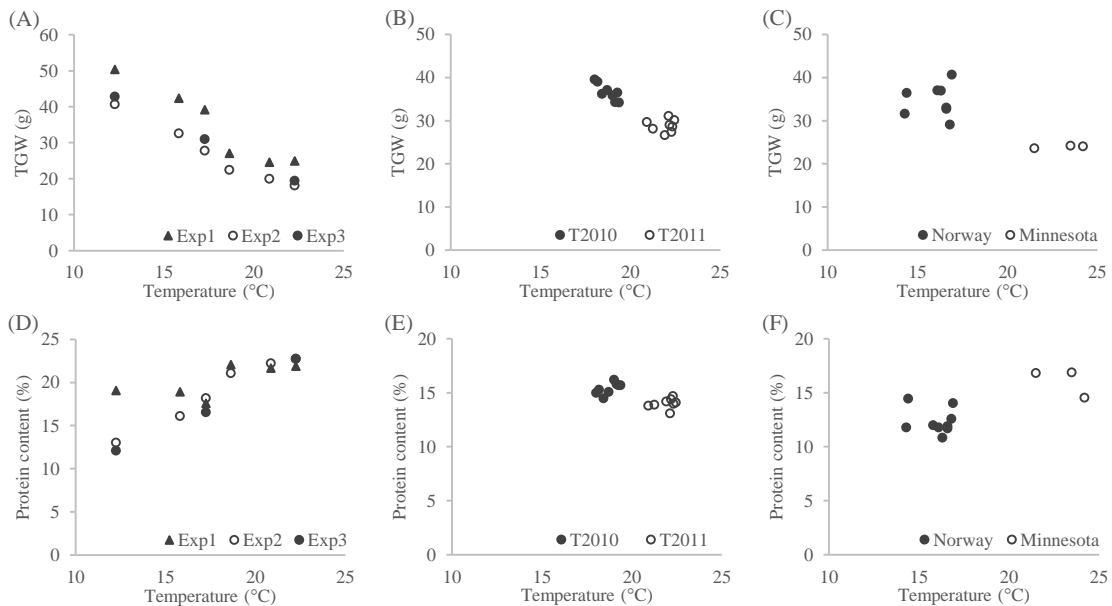 (A)
60
50
40
30
20
10
0
TGW (g)
Exp1 Exp2 Exp3
10 15 20 25
Temperature (°C)
(B)
50
40
30
20
10
0
TGW (g)
T2010 T2011
10 15 20 25
Temperature (°C)
(C)
50
40
30
20
10
0
TGW (g)
Norway Minnesota
10 15 20 25
Temperature (°C)
(D)
25
20
15
10
5
0
Protein content (%)
Exp1 Exp2 Exp3
10 15 20 25
Temperature (°C)
(E)
20
15
10
5
0
Protein content (%)
T2010 T2011
10 15 20 25
Temperature (°C)
(F)
20
15
10
5
0
Protein content (%)
Norway Minnesota
10 15 20 25
Temperature (°C)